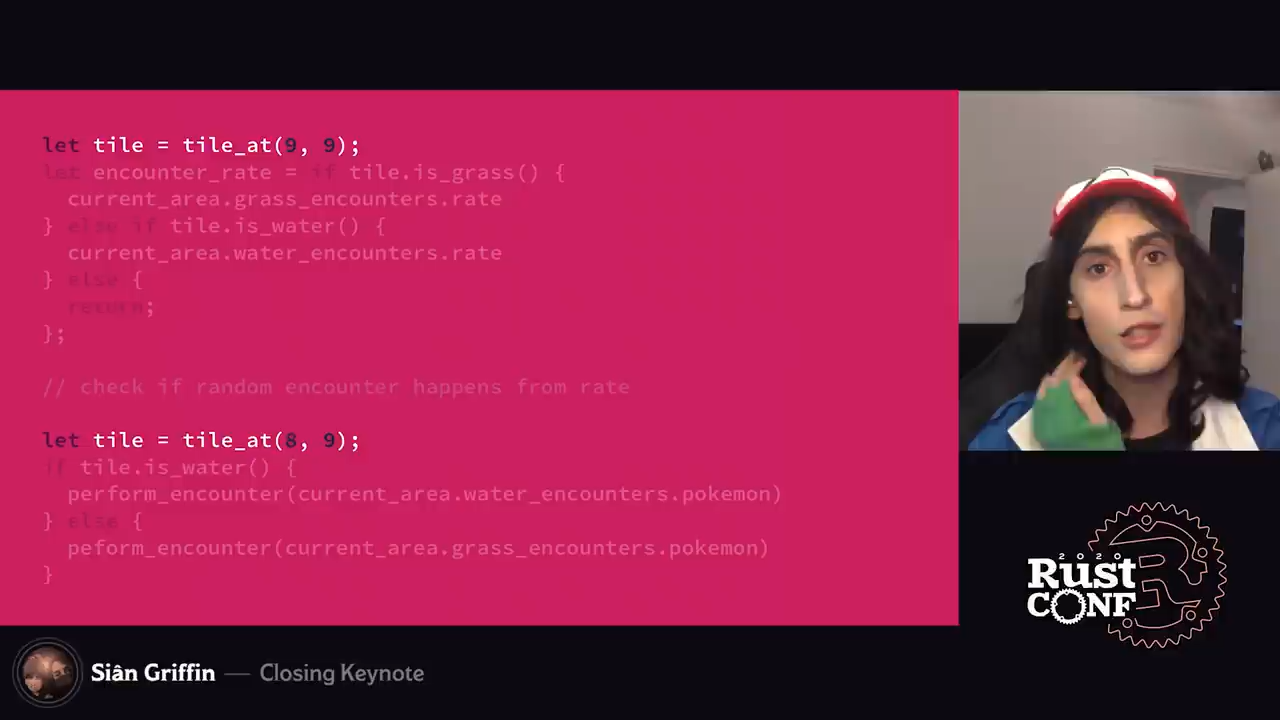 let tile = tile_at(9, 9);
let encounter_rate = if tile.is_grass() {
  current_area.grass_encounters.rate
} else if tile.is_water() {
  current_area.water_encounters.rate
} else {
  return;
};
// check if random encounter happens from rate
let tile = tile_at(8, 9);
if tile.is_water() {
  perform_encounter(current_area.water_encounters.pokemon)
} else {
  peform_encounter(current_area.grass_encounters.pokemon)
}
2020
RustCONF
Siân Griffin — Closing Keynote